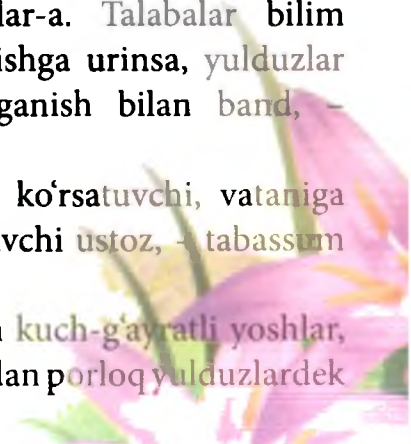 lar-a. Talabalar bilim
ishga urinsa, yulduzlar
ganish bilan band, –
ko‘rsatuvchi, vataniga
vchi ustoz, – tabassum
kuch-g‘ayratli yoshlar,
dan porloq yulduzlardek